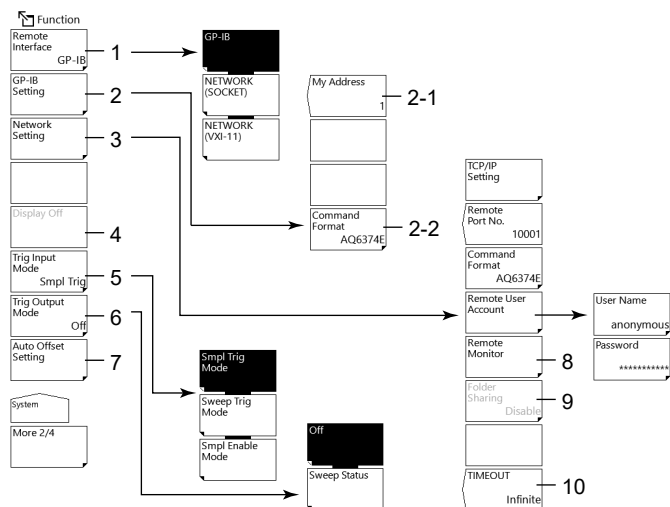 Function
Remote
Interface
GP-IB
1
GP-IB
Setting
2
Network
Setting
3
Display Off
4
Trig Input
Mode
Smpl Trig
5
Trig Output
Mode
Off
6
Auto Offset
Setting
7
System
More 2/4
GP-IB
NETWORK
(SOCKET)
NETWORK
(VXI-11)
My Address
1
2-1
Command
Format
AQ6374E
2-2
Smpl Trig
Mode
Sweep Trig
Mode
Smpl Enable
Mode
Off
Sweep Status
TCP/IP
Setting
Remote
Port No.
10001
Command
Format
AQ6374E
Remote User
Account
Remote
Monitor
8
Folder
Sharing
Disable
9
TIMEOUT
Infinite
10
User Name
anonymous
Password
***********